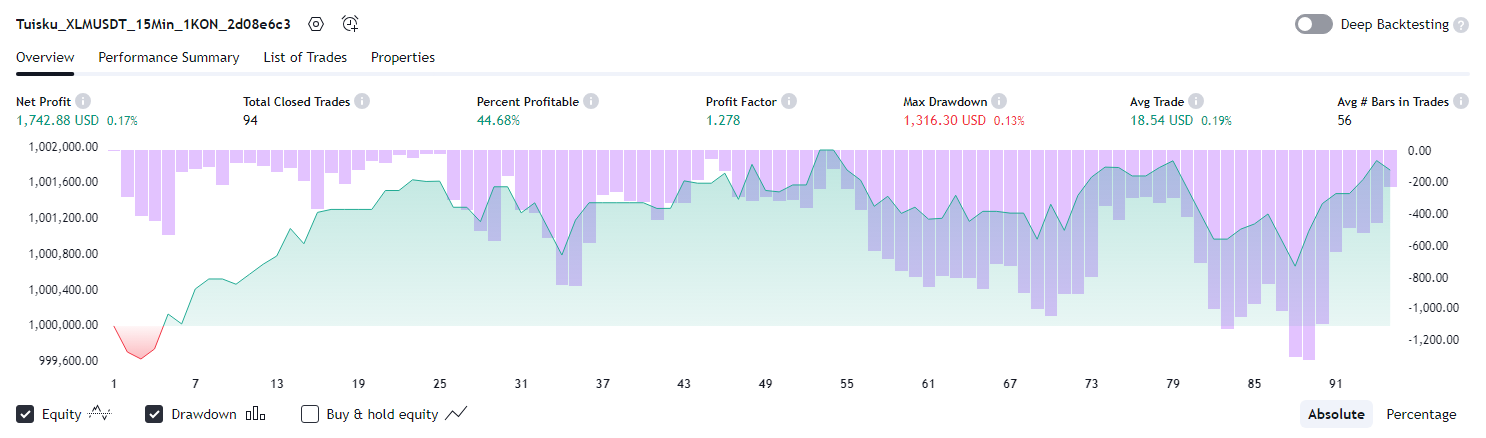 Tuisku_XLMUSDT_15Min_1KON_2d08e6c3 Deep Backtesting ?
Overview Performance Summary List of Trades Properties
Net Profit Total Closed Trades Percent Profitable Profit Factor Max Drawdown Avg Trade Avg # Bars in Trades
1,742.88 USD 0.17% 94 44.68% 1.278 1,316.30 USD 0.13% 18.54 USD 0.19% 56
1,002,000.00 0.00
1,001,600.00 -200.00
1,001,200.00 -400.00
1,000,800.00 -600.00
1,000,400.00 -800.00
1,000,000.00 -1,000.00
999,600.00 -1,200.00
1 7 13 19 25 31 37 43 49 55 61 67 73 79 85 91
Equity Drawdown Buy & hold equity Absolute Percentage